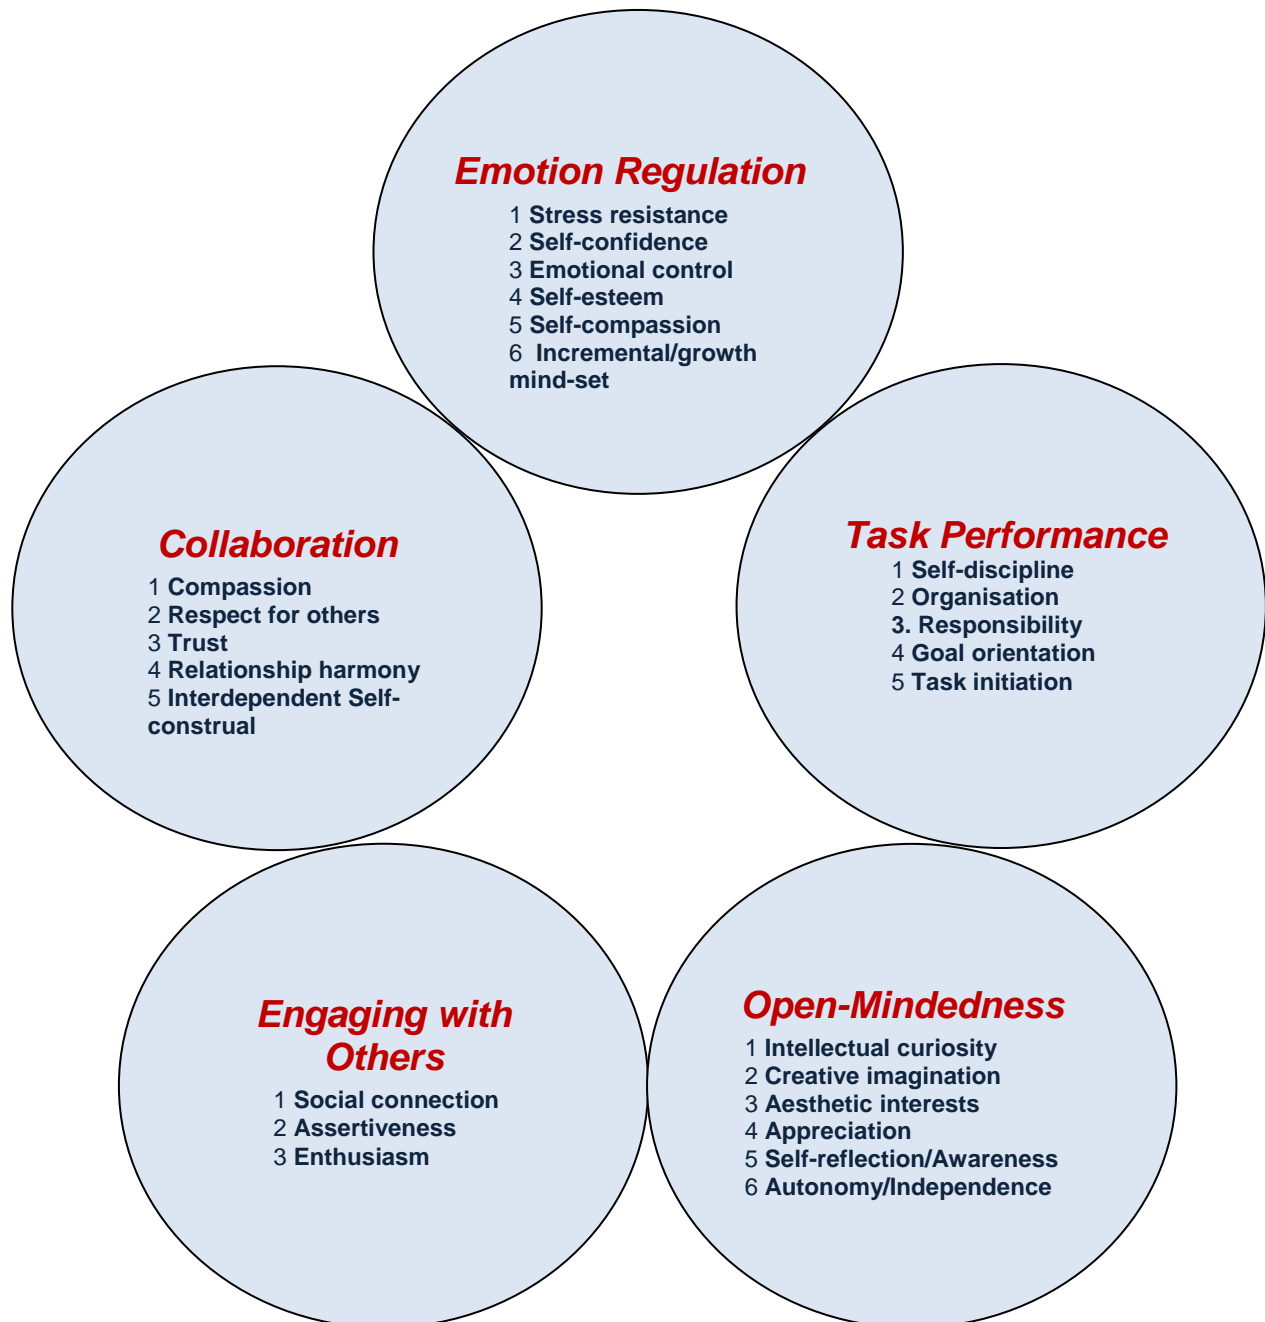 Emotion Regulation
1 Stress resistance
2 Self-confidence
3 Emotional control
4 Self-esteem
5 Self-compassion
6 Incremental/growth
mind-set
Collaboration
1 Compassion
2 Respect for others
3 Trust
4 Relationship harmony
5 Interdependent Self-
construal
Task Performance
1 Self-discipline
2 Organisation
3. Responsibility
4 Goal orientation
5 Task initiation
Engaging with
Others
1 Social connection
2 Assertiveness
3 Enthusiasm
Open-Mindedness
1 Intellectual curiosity
2 Creative imagination
3 Aesthetic interests
4 Appreciation
5 Self-reflection/Awareness
6 Autonomy/Independence